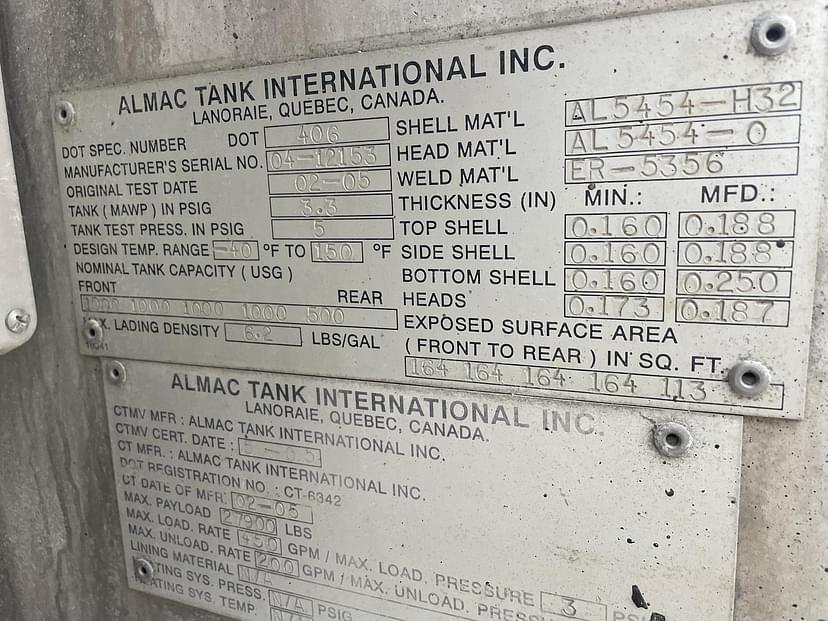 ALMAC TANK INTERNATIONAL INC.
LANORAIE, QUEBEC, CANADA.
DOT SPEC. NUMBER DOT 406
MANUFACTURER'S SERIAL NO. 04-12153
ORIGINAL TEST DATE 02-05
TANK ( MAWP ) IN PSIG 3.3
TANK TEST PRESS. IN PSIG 5
DESIGN TEMP. RANGE -40 °F TO 150 °F
NOMINAL TANK CAPACITY ( USG )
FRONT REAR
1000 1000 1000 500
LADING DENSITY 6.2 LBS/GAL
SHELL MAT'L AL5454-H32
HEAD MAT'L AL5454-O
WELD MAT'L ER-5356
THICKNESS (IN) MIN.: MFD.:
TOP SHELL 0.160 0.188
SIDE SHELL 0.160 0.188
BOTTOM SHELL 0.160 0.250
HEADS 0.173 0.187
EXPOSED SURFACE AREA
( FRONT TO REAR ) IN SQ. FT.
164 164 164 164 113
ALMAC TANK INTERNATIONAL INC.
LANORAIE, QUEBEC, CANADA.
CTMV MFR : ALMAC TANK INTERNATIONAL INC.
CTMV CERT. DATE :
CT MFR. : ALMAC TANK INTERNATIONAL INC.
DOT REGISTRATION NO. : CT-6342
CT DATE OF MFR. 02-05
MAX. PAYLOAD 27900 LBS
MAX. LOAD. RATE 450 GPM / MAX. LOAD. PRESSURE 3
MAX. UNLOAD. RATE 200 GPM / MAX. UNLOAD.
LINING MATERIAL N/A
SYS. PRESS. N/A PSIG
SYS. TEMP. N/A